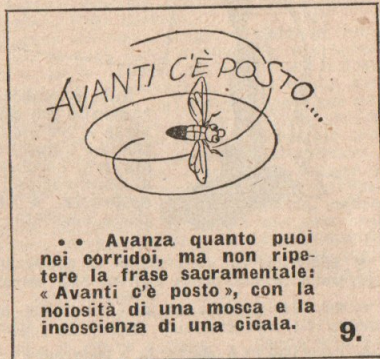 AVANTI C'È POSTO....
•• Avanza quanto puoi
nei corridoi, ma non ripe-
tere la frase sacramentale:
« Avanti c'è posto », con la
noiosità di una mosca e la
incoscienza di una cicala.
9.